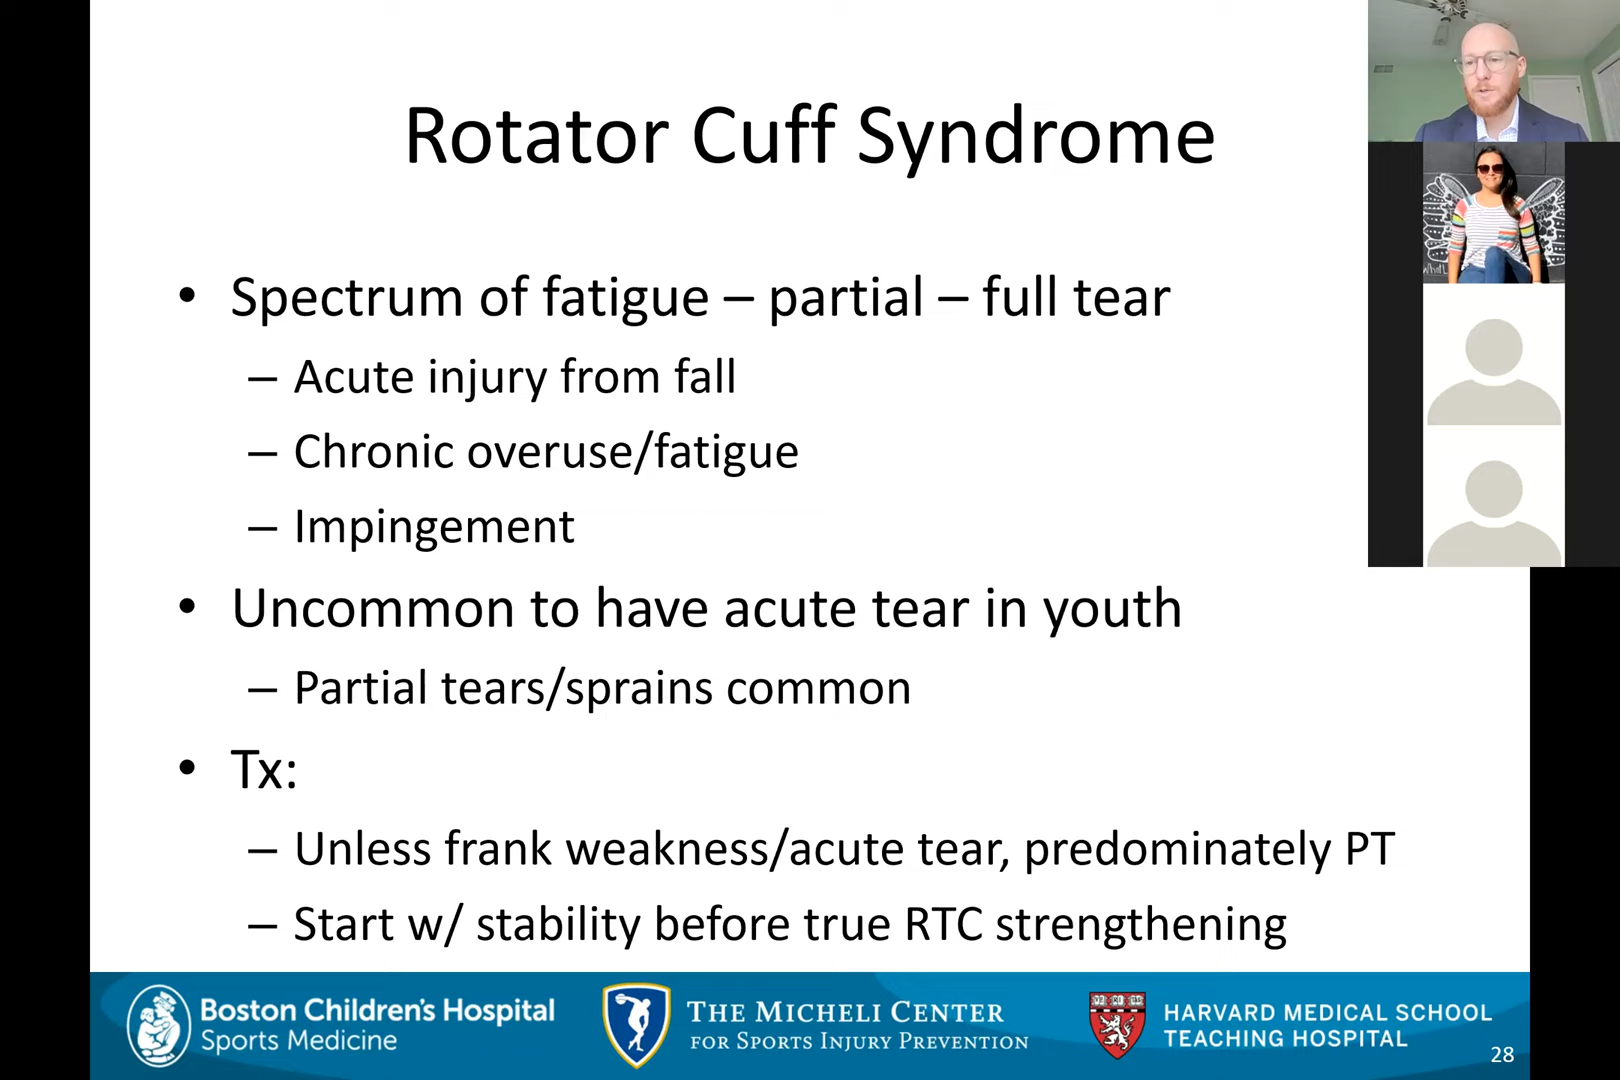 Rotator Cuff Syndrome
• Spectrum of fatigue – partial – full tear
– Acute injury from fall
– Chronic overuse/fatigue
– Impingement
• Uncommon to have acute tear in youth
– Partial tears/sprains common
• Tx:
– Unless frank weakness/acute tear, predominately PT
– Start w/ stability before true RTC strengthening
Boston Children's Hospital
Sports Medicine
THE MICHELI CENTER
FOR SPORTS INJURY PREVENTION
HARVARD MEDICAL SCHOOL
TEACHING HOSPITAL
28